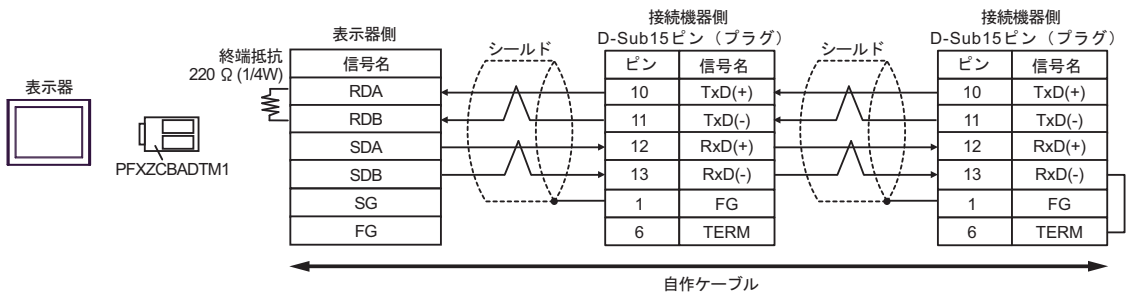 表示器
PFXZCBADTM1
終端抵抗
220 Ω (1/4W)
表示器側
信号名
RDA
RDB
SDA
SDB
SG
FG
シールド
接続機器側
D-Sub15ピン（プラグ）
ピン 信号名
10 TxD(+)
11 TxD(-)
12 RxD(+)
13 RxD(-)
1 FG
6 TERM
シールド
接続機器側
D-Sub15ピン（プラグ）
ピン 信号名
10 TxD(+)
11 TxD(-)
12 RxD(+)
13 RxD(-)
1 FG
6 TERM
自作ケーブル